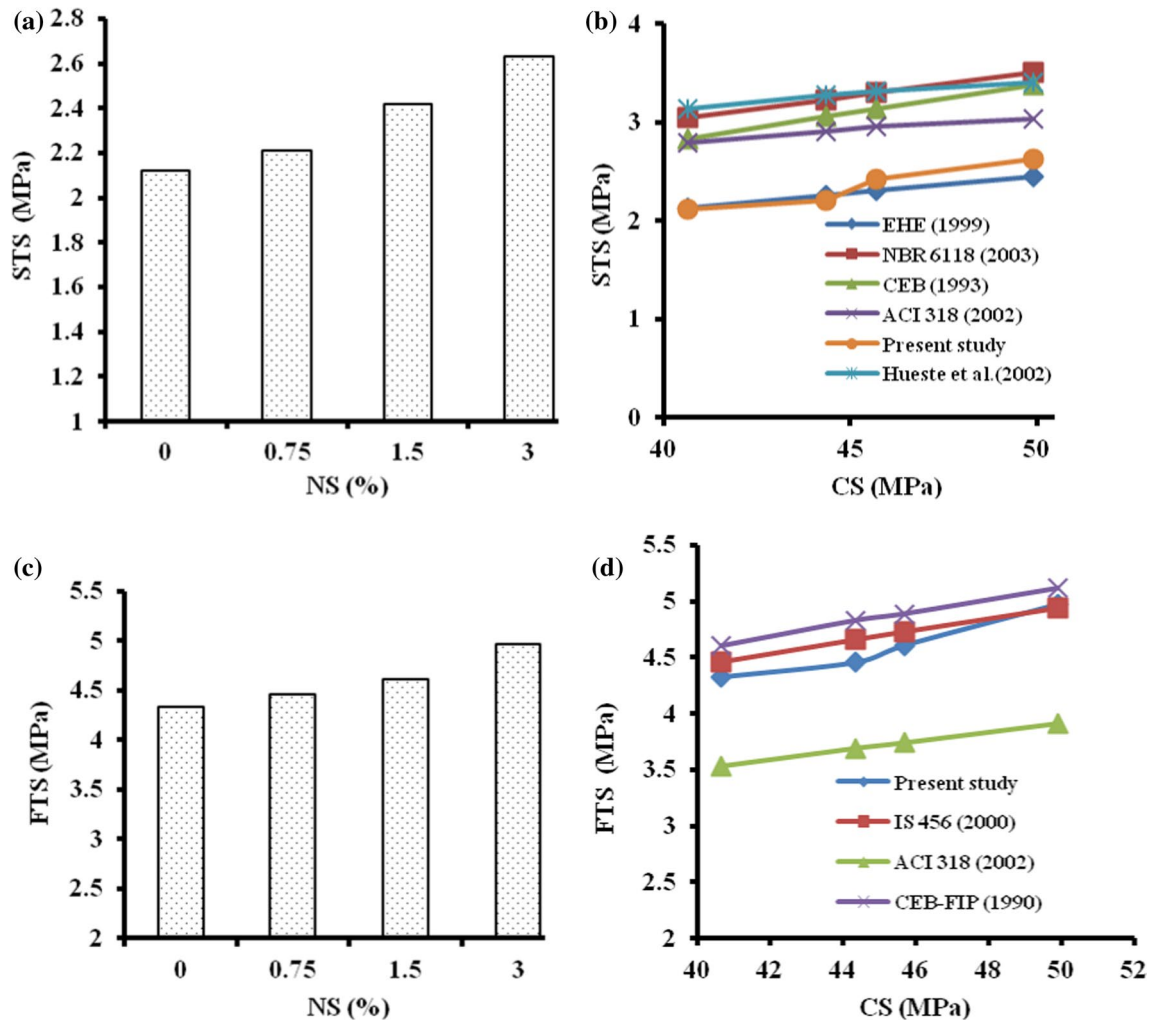 (a)
2.8
2.6
2.4
2.2
2
1.8
1.6
1.4
1.2
1
STS (MPa)
0 0.75 1.5 3
NS (%)
(b)
4
3
2
1
0
STS (MPa)
EHE (1999)
NBR 6118 (2003)
CEB (1993)
ACI 318 (2002)
Present study
Hueste et al.(2002)
40 45 50
CS (MPa)
(c)
5.5
5
4.5
4
3.5
3
2.5
2
FTS (MPa)
0 0.75 1.5 3
NS (%)
(d)
5.5
5
4.5
4
3.5
3
2.5
2
FTS (MPa)
Present study
IS 456 (2000)
ACI 318 (2002)
CEB-FIP (1990)
40 42 44 46 48 50 52
CS (MPa)